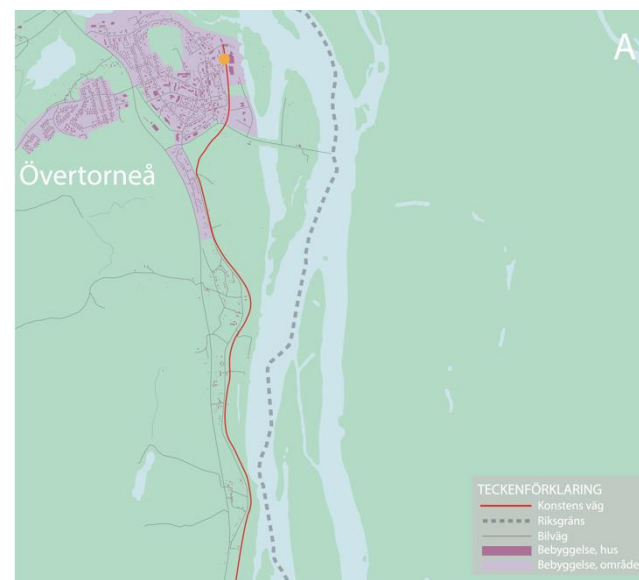 A
Övertorneå
TECKENFÖRKLARING
Konstens väg
Riksgräns
Bilväg
Bebyggelse, hus
Bebyggelse, område